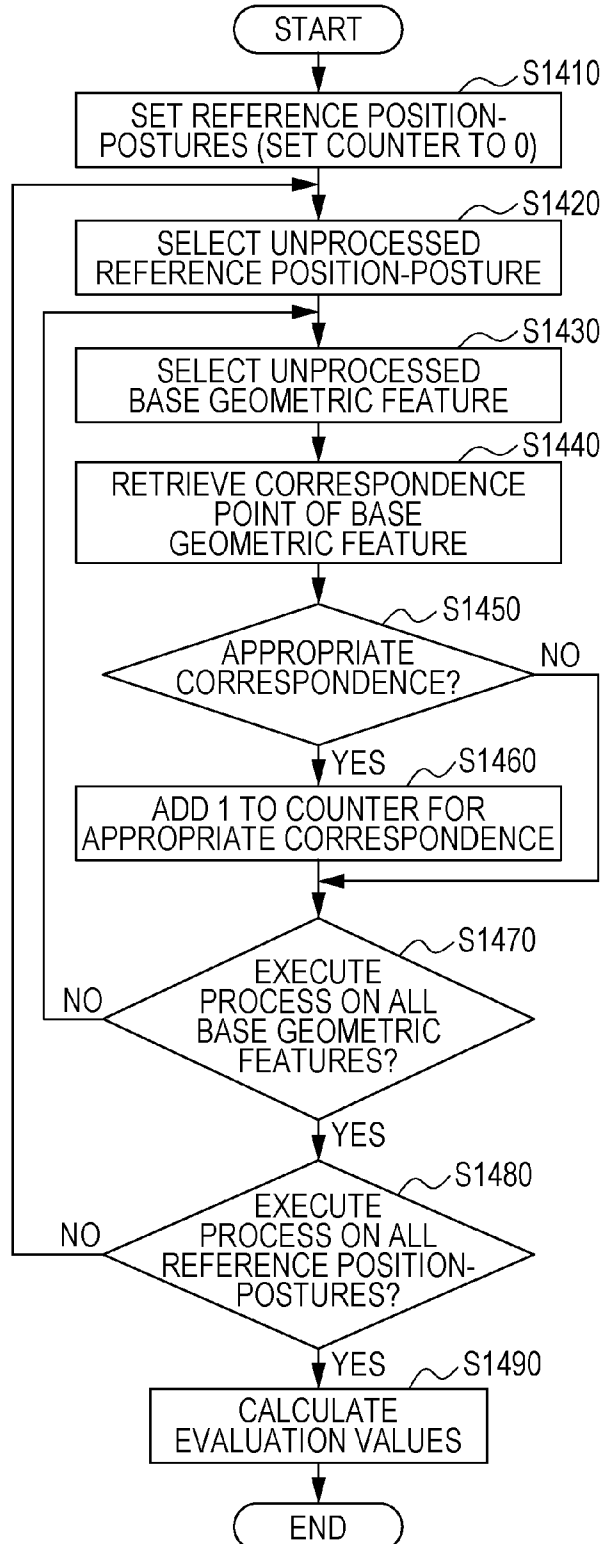 START
S1410
SET REFERENCE POSITION-
POSTURES (SET COUNTER TO 0)
S1420
SELECT UNPROCESSED
REFERENCE POSITION-POSTURE
S1430
SELECT UNPROCESSED
BASE GEOMETRIC FEATURE
S1440
RETRIEVE CORRESPONDENCE
POINT OF BASE
GEOMETRIC FEATURE
S1450
APPROPRIATE
CORRESPONDENCE?
NO
YES
S1460
ADD 1 TO COUNTER FOR
APPROPRIATE CORRESPONDENCE
S1470
EXECUTE
PROCESS ON ALL
BASE GEOMETRIC
FEATURES?
NO
YES
S1480
EXECUTE
PROCESS ON ALL
REFERENCE POSITION-
POSTURES?
NO
YES
S1490
CALCULATE
EVALUATION VALUES
END